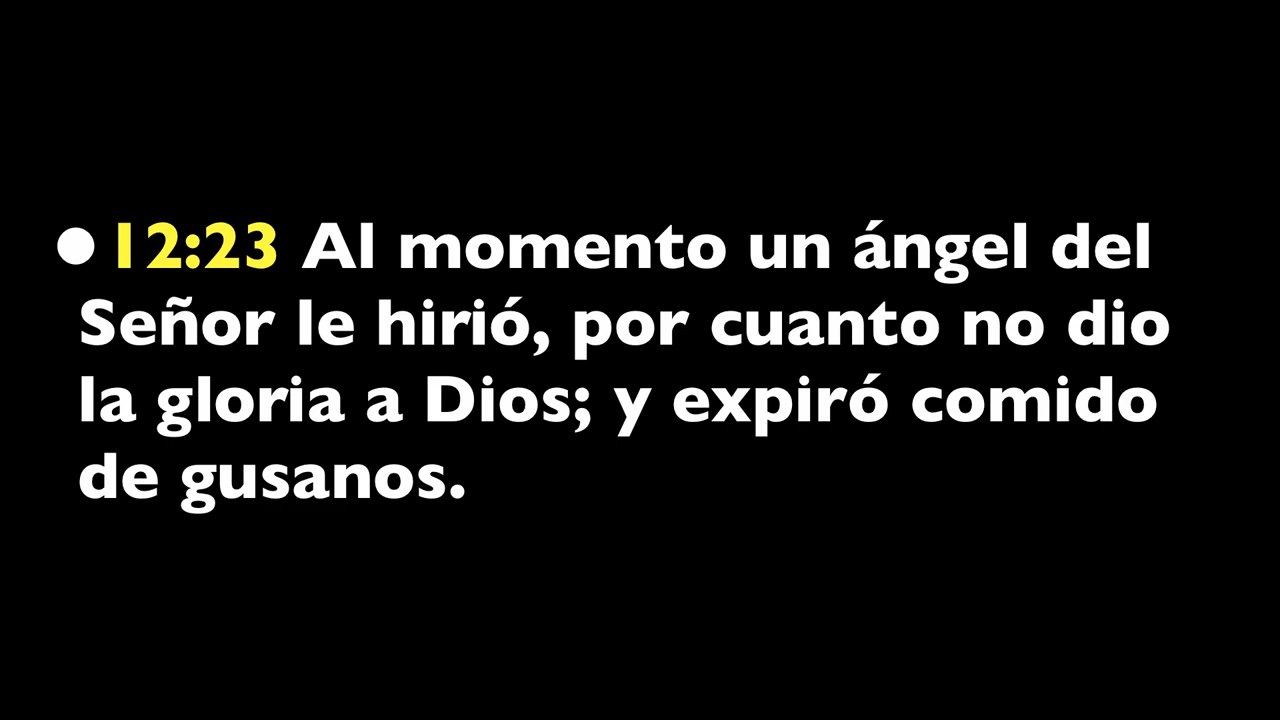 ●12:23 Al momento un ángel del
Señor le hirió, por cuanto no dio
la gloria a Dios; y expiró comido
de gusanos.